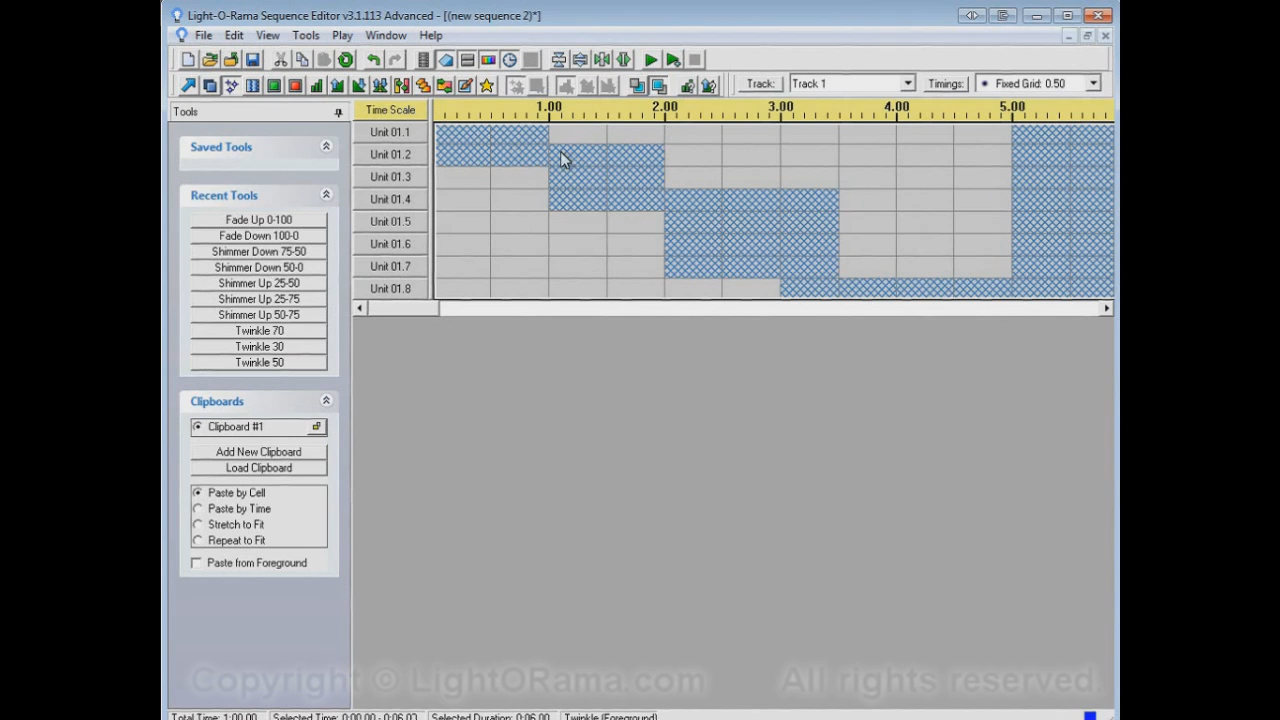 Light-O-Rama Sequence Editor v3.1.113 Advanced - [(new sequence 2)*]
File Edit View Tools Play Window Help
Track: Track 1 Timings: Fixed Grid: 0.50
Tools
Time Scale 1.00 2.00 3.00 4.00 5.00
Unit 01.1
Unit 01.2
Unit 01.3
Unit 01.4
Unit 01.5
Unit 01.6
Unit 01.7
Unit 01.8
Saved Tools
Recent Tools
Fade Up 0-100
Fade Down 100-0
Shimmer Down 75-50
Shimmer Down 50-0
Shimmer Up 25-50
Shimmer Up 25-75
Shimmer Up 50-75
Twinkle 70
Twinkle 30
Twinkle 50
Clipboards
Clipboard #1
Add New Clipboard
Load Clipboard
Paste by Cell
Paste by Time
Stretch to Fit
Repeat to Fit
Paste from Foreground
Copyright © LightORama.com All rights reserved.
Total Time: 1:00.00 Selected Time: 0:00.00 - 0:06.00 Selected Duration: 0:06.00 Twinkle (Foreground)